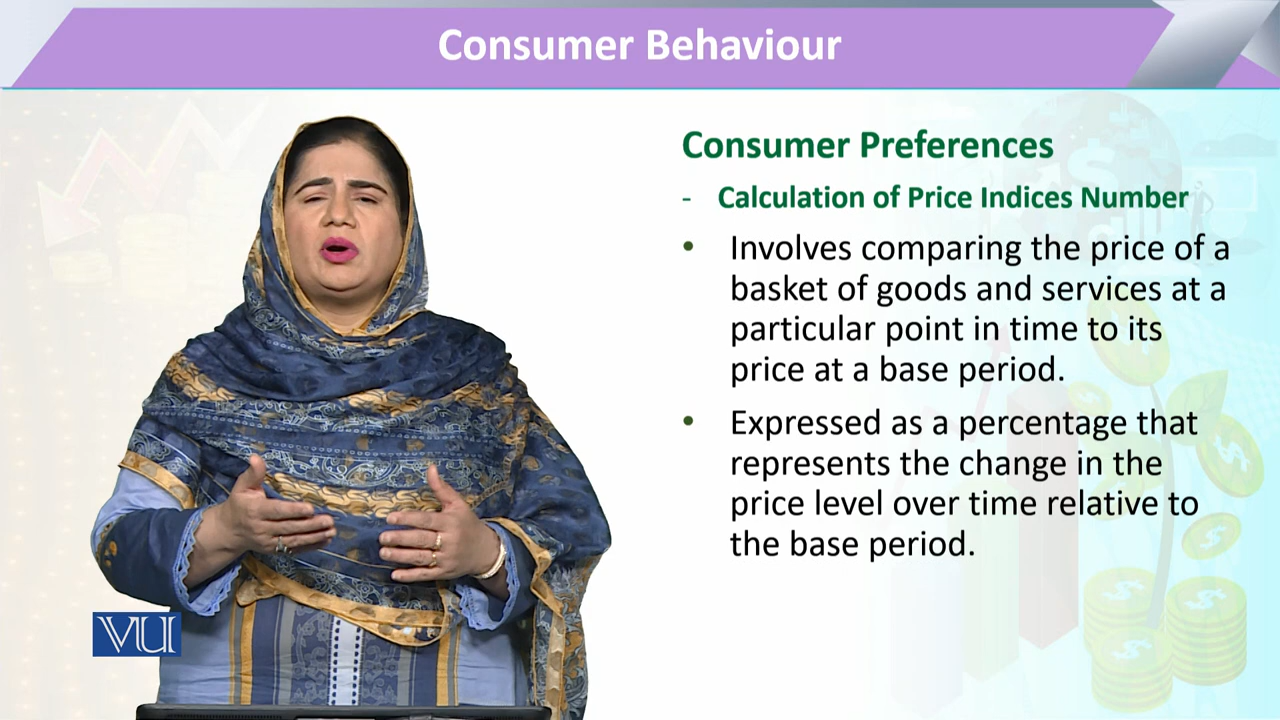 Consumer Behaviour
Consumer Preferences
- Calculation of Price Indices Number
• Involves comparing the price of a
basket of goods and services at a
particular point in time to its
price at a base period.
• Expressed as a percentage that
represents the change in the
price level over time relative to
the base period.
VU